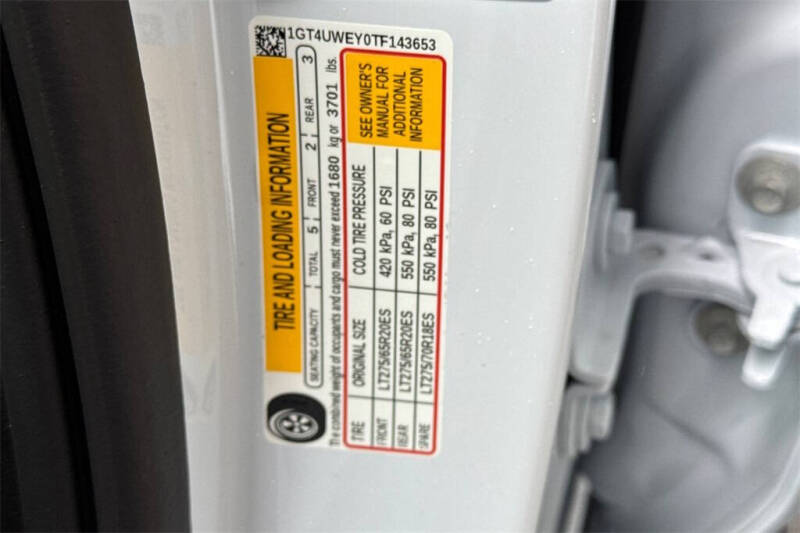 1GT4UWEY0TF143653
TIRE AND LOADING INFORMATION
SEATING CAPACITY TOTAL 5 FRONT 2 REAR 3
The combined weight of occupants and cargo must never exceed 1680 kg or 3701 lbs.
TIRE ORIGINAL SIZE COLD TIRE PRESSURE
FRONT LT275/65R20ES 420 kPa, 60 PSI
REAR LT275/65R20ES 550 kPa, 80 PSI
SPARE LT275/70R18ES 550 kPa, 80 PSI
SEE OWNER'S
MANUAL FOR
ADDITIONAL
INFORMATION